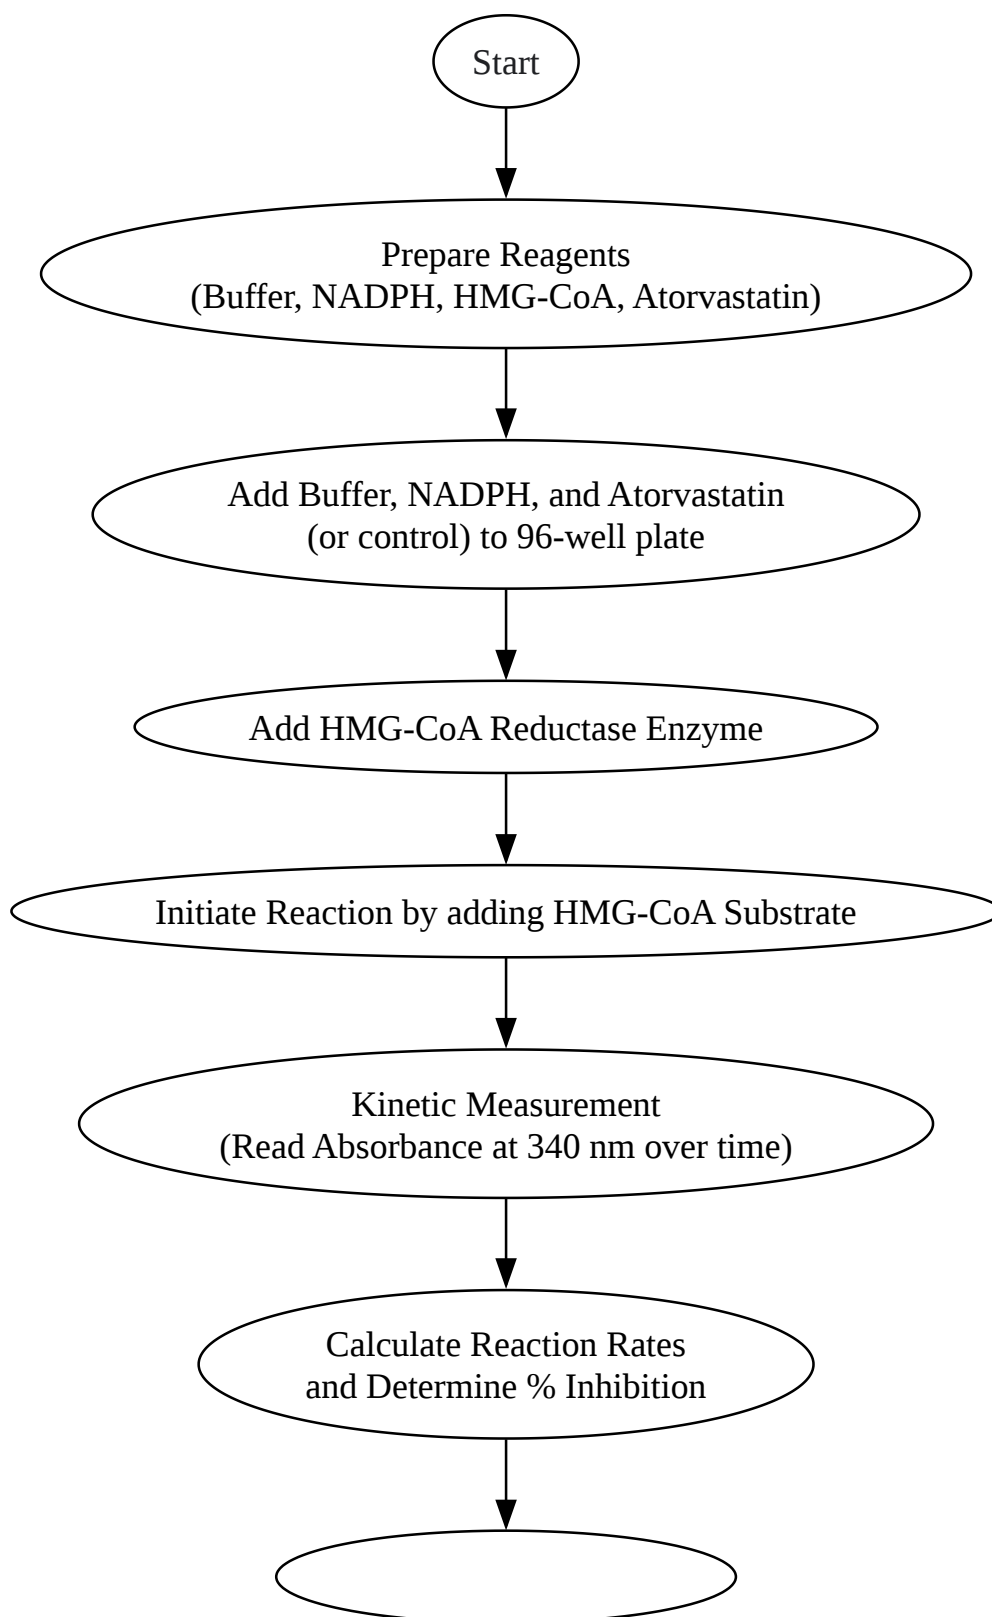 Start
Prepare Reagents
(Buffer, NADPH, HMG-CoA, Atorvastatin)
Add Buffer, NADPH, and Atorvastatin
(or control) to 96-well plate
Add HMG-CoA Reductase Enzyme
Initiate Reaction by adding HMG-CoA Substrate
Kinetic Measurement
(Read Absorbance at 340 nm over time)
Calculate Reaction Rates
and Determine % Inhibition